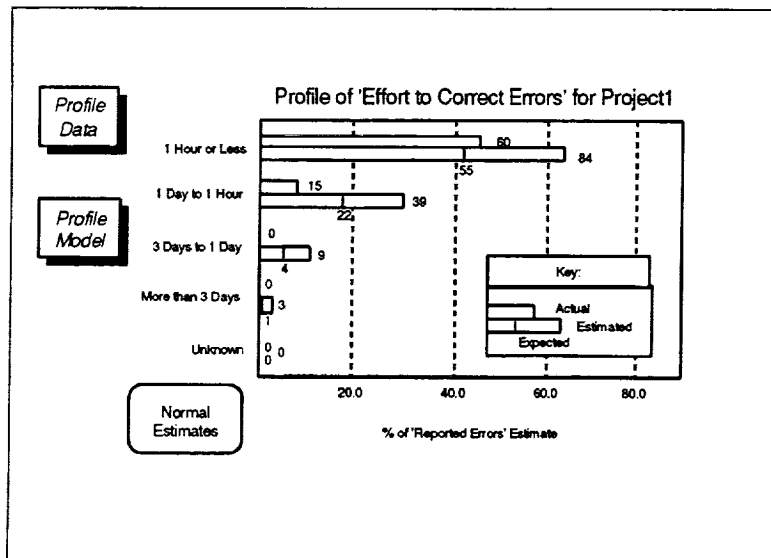 Profile of 'Effort to Correct Errors' for Project1
Profile
Data
Profile
Model
1 Hour or Less
60
55
84
1 Day to 1 Hour
15
22
39
3 Days to 1 Day
0
4
9
More than 3 Days
0
1
3
Unknown
0
0
0
Key:
Actual
Estimated
Expected
20.0
40.0
60.0
80.0
% of 'Reported Errors' Estimate
Normal
Estimates